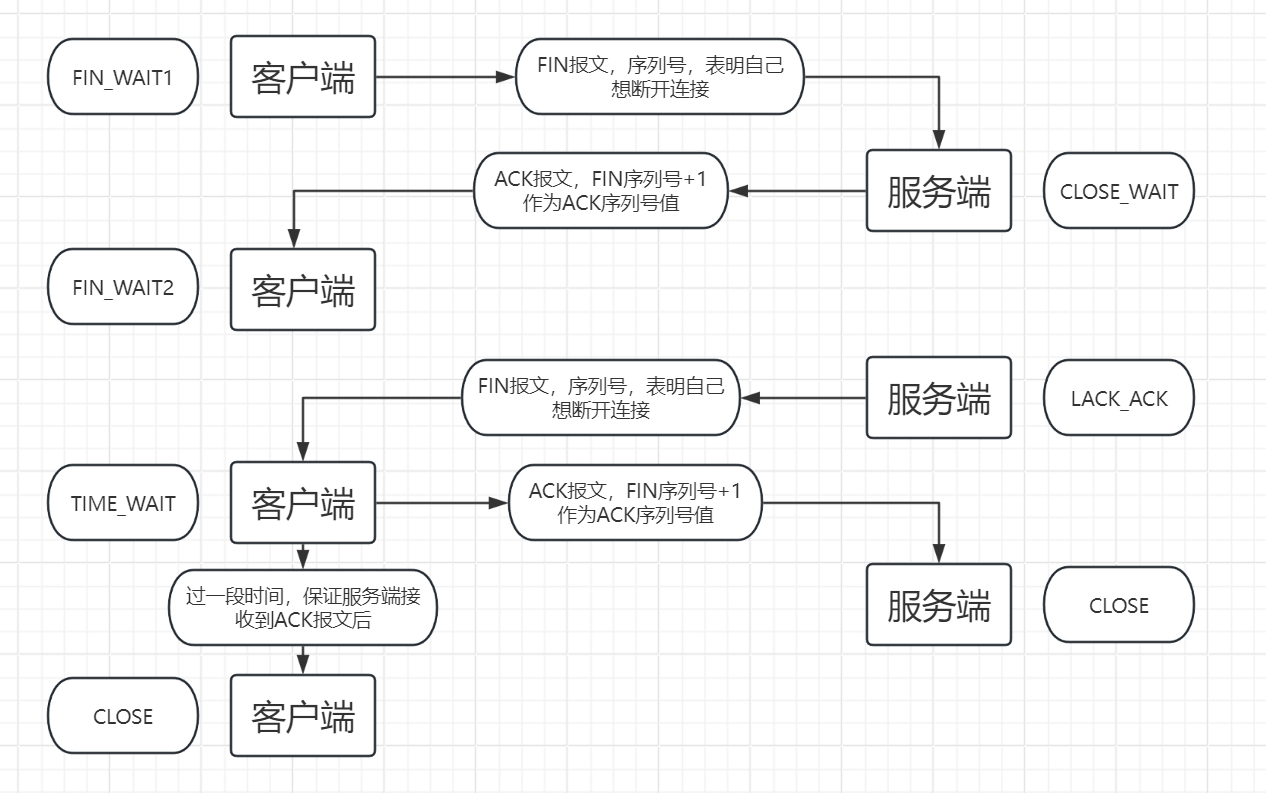 FIN_WAIT1
客户端
FIN报文，序列号，表明自己
想断开连接
ACK报文，FIN序列号+1
作为ACK序列号值
服务端
CLOSE_WAIT
FIN_WAIT2
客户端
FIN报文，序列号，表明自己
想断开连接
服务端
LACK_ACK
TIME_WAIT
客户端
ACK报文，FIN序列号+1
作为ACK序列号值
过一段时间，保证服务端接
收到ACK报文后
服务端
CLOSE
CLOSE
客户端